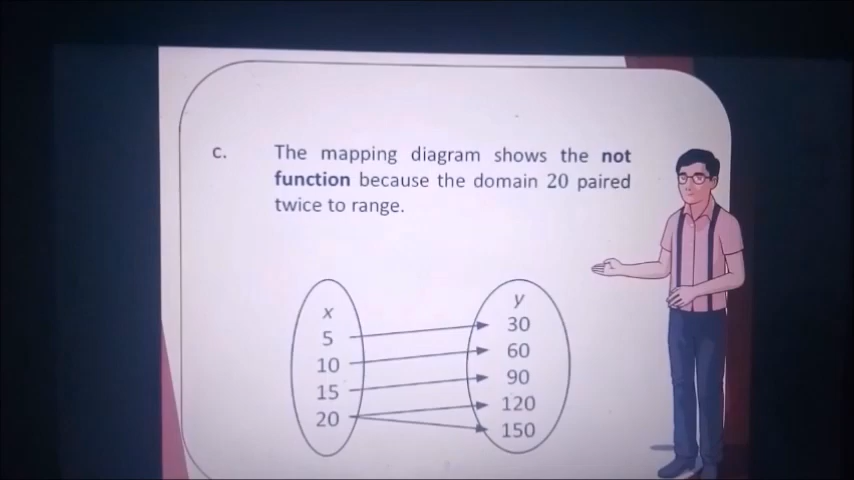 c. The mapping diagram shows the not
function because the domain 20 paired
twice to range.
x
5
10
15
20
y
30
60
90
120
150